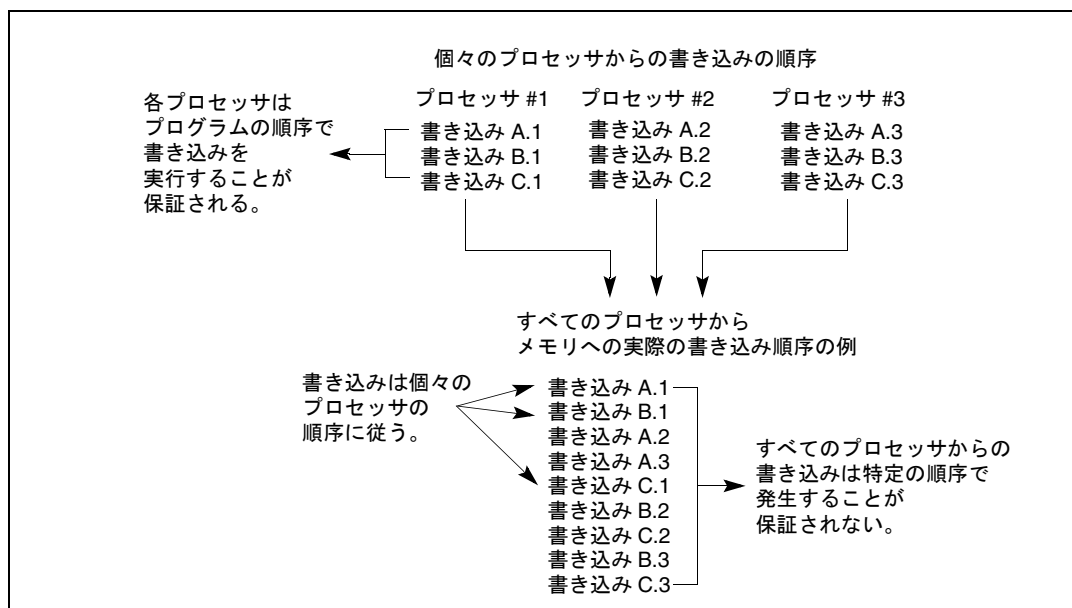 個々のプロセッサからの書き込みの順序
各プロセッサは
プログラムの順序で
書き込みを
実行することが
保証される。
プロセッサ #1
書き込み A.1
書き込み B.1
書き込み C.1
プロセッサ #2
書き込み A.2
書き込み B.2
書き込み C.2
プロセッサ #3
書き込み A.3
書き込み B.3
書き込み C.3
すべてのプロセッサから
メモリへの実際の書き込み順序の例
書き込みは個々の
プロセッサの
順序に従う。
書き込み A.1
書き込み B.1
書き込み A.2
書き込み A.3
書き込み C.1
書き込み B.2
書き込み C.2
書き込み B.3
書き込み C.3
すべてのプロセッサからの
書き込みは特定の順序で
発生することが
保証されない。